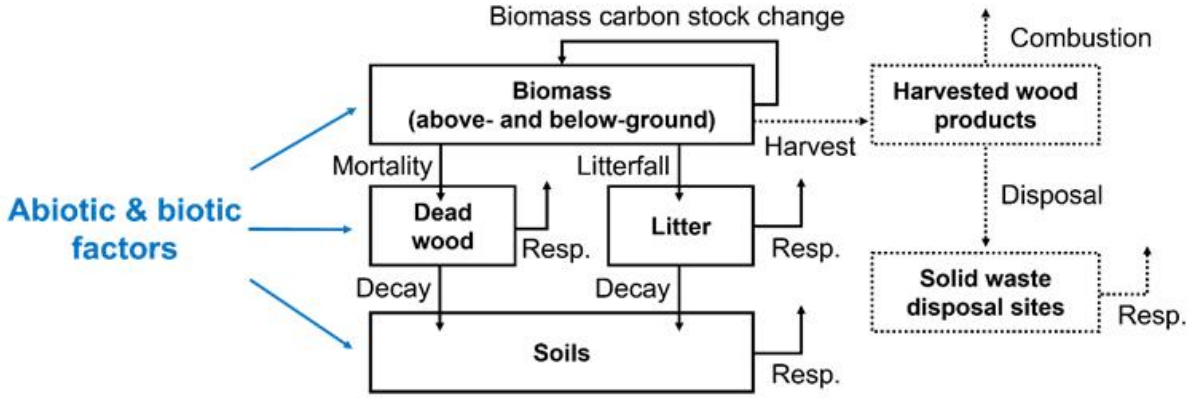 Biomass carbon stock change
Combustion
Biomass
(above- and below-ground)
Harvested wood
products
Harvest
Mortality
Litterfall
Disposal
Abiotic & biotic
factors
Dead
wood
Resp.
Litter
Resp.
Solid waste
disposal sites
Resp.
Decay
Decay
Soils
Resp.